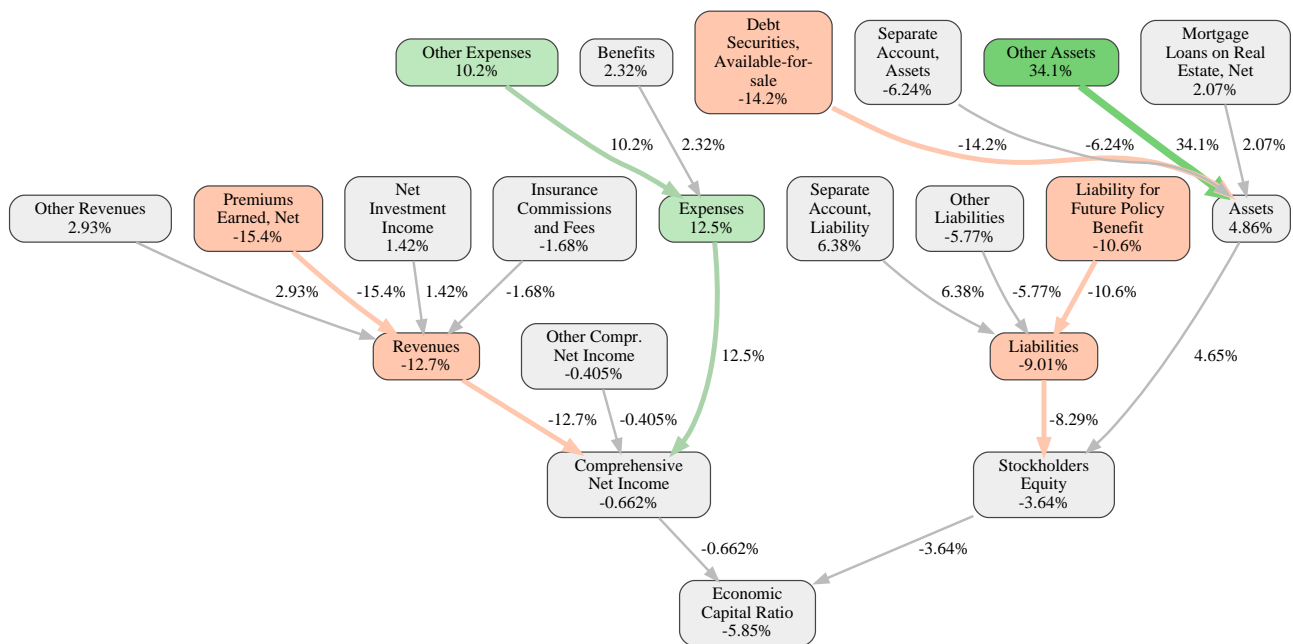 Other Expenses
10.2%
Benefits
2.32%
Debt
Securities,
Available-for-
sale
-14.2%
Separate
Account,
Assets
-6.24%
Other Assets
34.1%
Mortgage
Loans on Real
Estate, Net
2.07%
10.2%
2.32%
-14.2%
-6.24%
34.1%
2.07%
Other Revenues
2.93%
Premiums
Earned, Net
-15.4%
Net
Investment
Income
1.42%
Insurance
Commissions
and Fees
-1.68%
Expenses
12.5%
Separate
Account,
Liability
6.38%
Other
Liabilities
-5.77%
Liability for
Future Policy
Benefit
-10.6%
Assets
4.86%
2.93%
-15.4%
1.42%
-1.68%
6.38%
-5.77%
-10.6%
Revenues
-12.7%
Other Compr.
Net Income
-0.405%
12.5%
Liabilities
-9.01%
4.65%
-12.7%
-0.405%
-8.29%
Comprehensive
Net Income
-0.662%
Stockholders
Equity
-3.64%
-0.662%
-3.64%
Economic
Capital Ratio
-5.85%